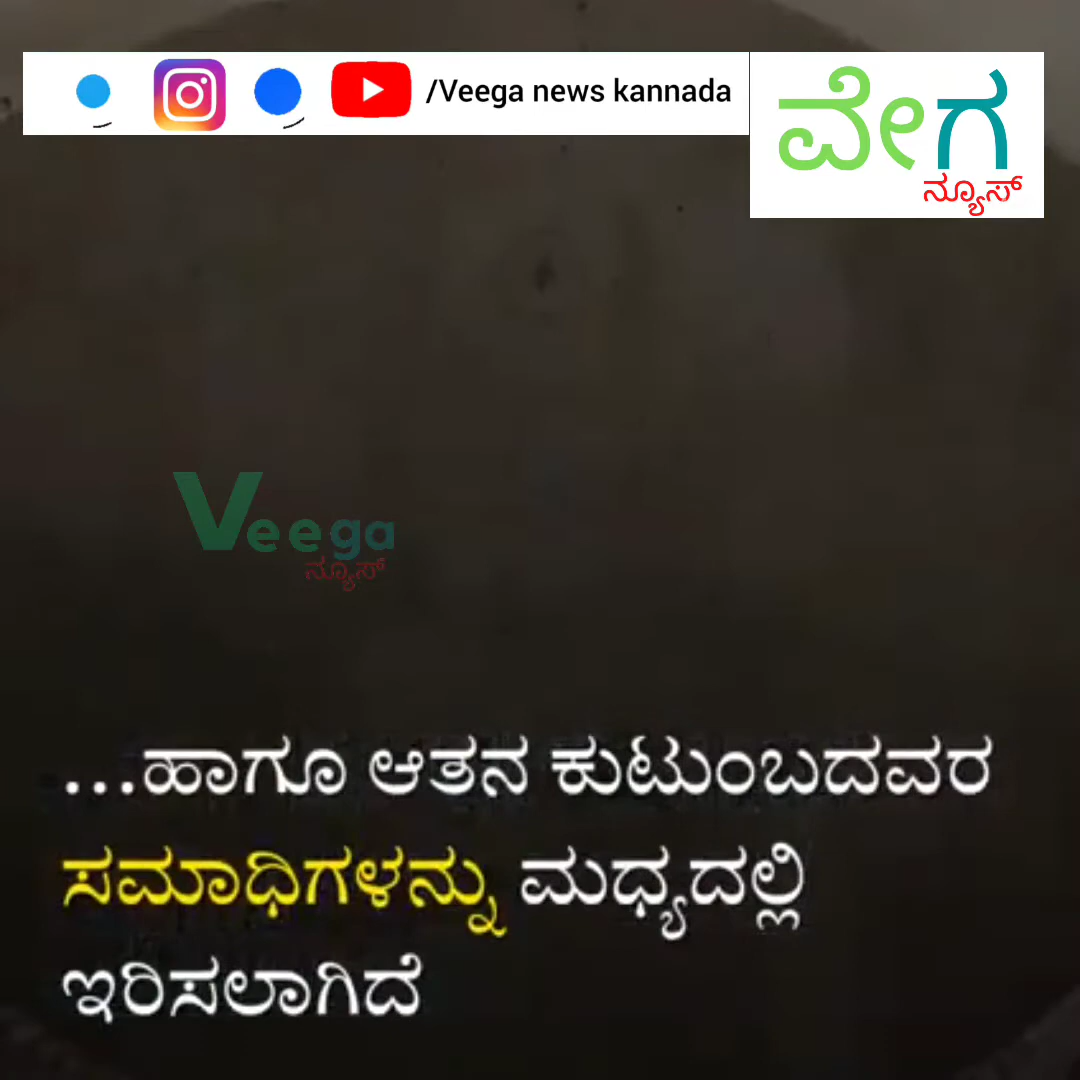 /Veega news kannada
ವೇಗ
ನ್ಯೂಸ್
Veega
ನ್ಯೂಸ್
...ಹಾಗೂ ಆತನ ಕುಟುಂಬದವರ
ಸಮಾಧಿಗಳನ್ನು ಮಧ್ಯದಲ್ಲಿ
ಇರಿಸಲಾಗಿದೆ